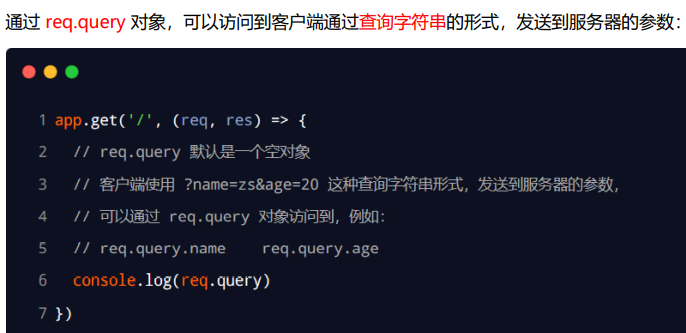 通过 req.query 对象，可以访问到客户端通过查询字符串的形式，发送到服务器的参数：
1 app.get('/', (req, res) => {
2   // req.query 默认是一个空对象
3   // 客户端使用 ?name=zs&age=20 这种查询字符串形式，发送到服务器的参数，
4   // 可以通过 req.query 对象访问到，例如：
5   // req.query.name    req.query.age
6   console.log(req.query)
7 })